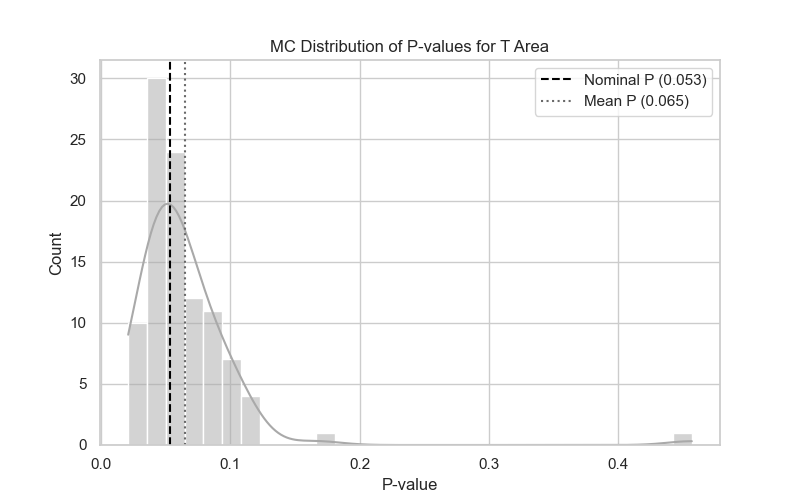 MC Distribution of P-values for T Area
Nominal P (0.053)
Mean P (0.065)
Count
30
25
20
15
10
5
0
0.0 0.1 0.2 0.3 0.4
P-value